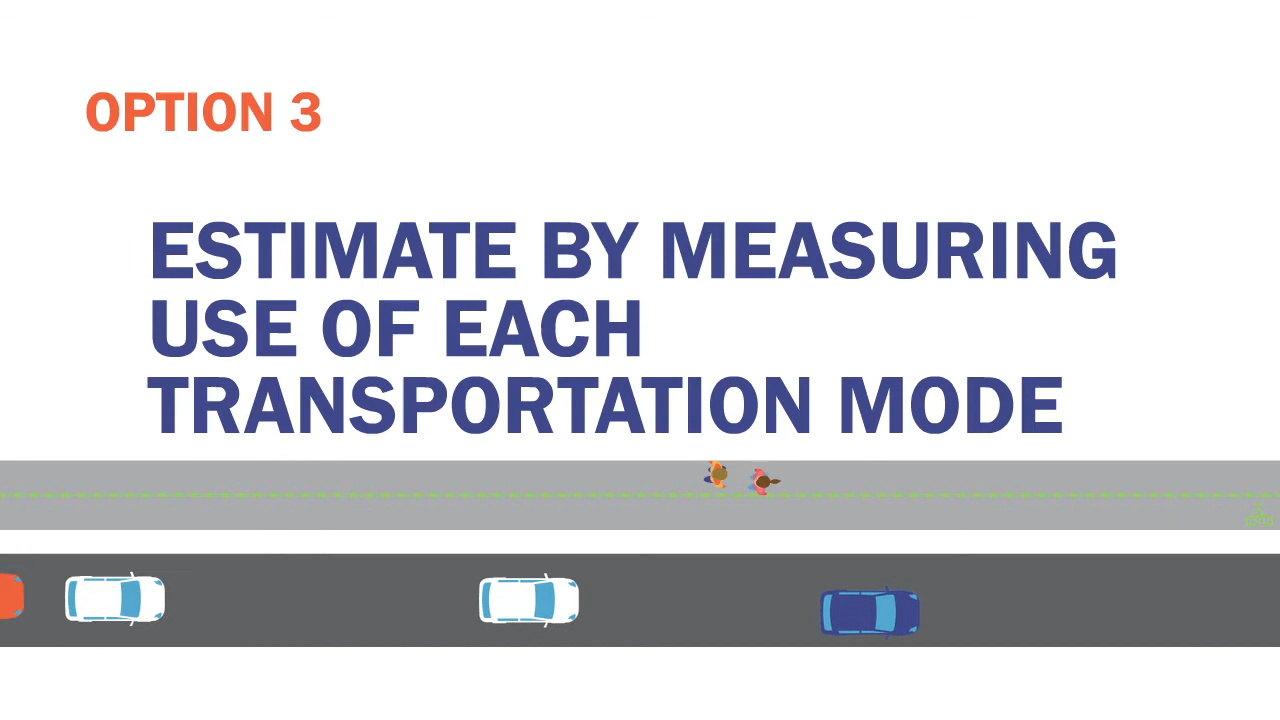 OPTION 3
ESTIMATE BY MEASURING
USE OF EACH
TRANSPORTATION MODE